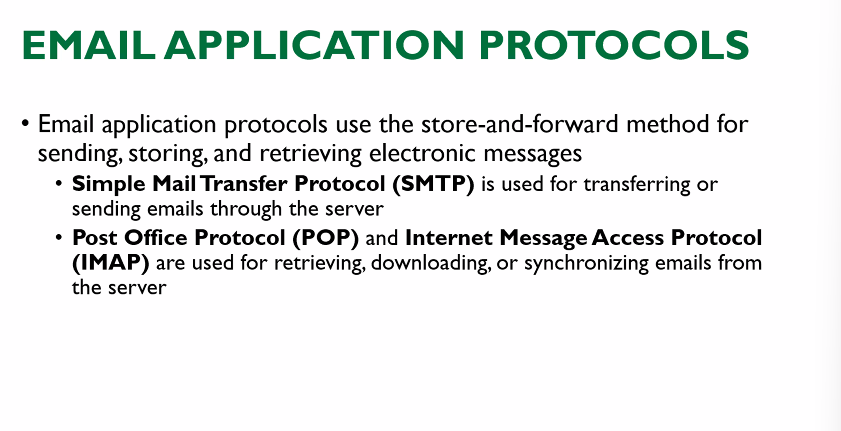 EMAIL APPLICATION PROTOCOLS
• Email application protocols use the store-and-forward method for
sending, storing, and retrieving electronic messages
• Simple Mail Transfer Protocol (SMTP) is used for transferring or
sending emails through the server
• Post Office Protocol (POP) and Internet Message Access Protocol
(IMAP) are used for retrieving, downloading, or synchronizing emails from
the server